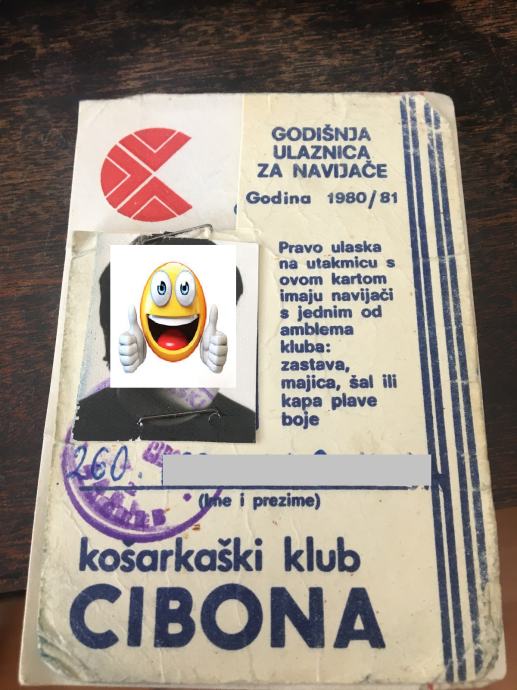 GODIŠNJA
ULAZNICA
ZA NAVIJAČE
Godina 1980/81
Pravo ulaska
na utakmicu s
ovom kartom
imaju navijači
s jednim od
amblema
kluba:
zastava,
majica, šal ili
kapa plave
boje
260.
(Ime i prezime)
košarkaški klub
CIBONA